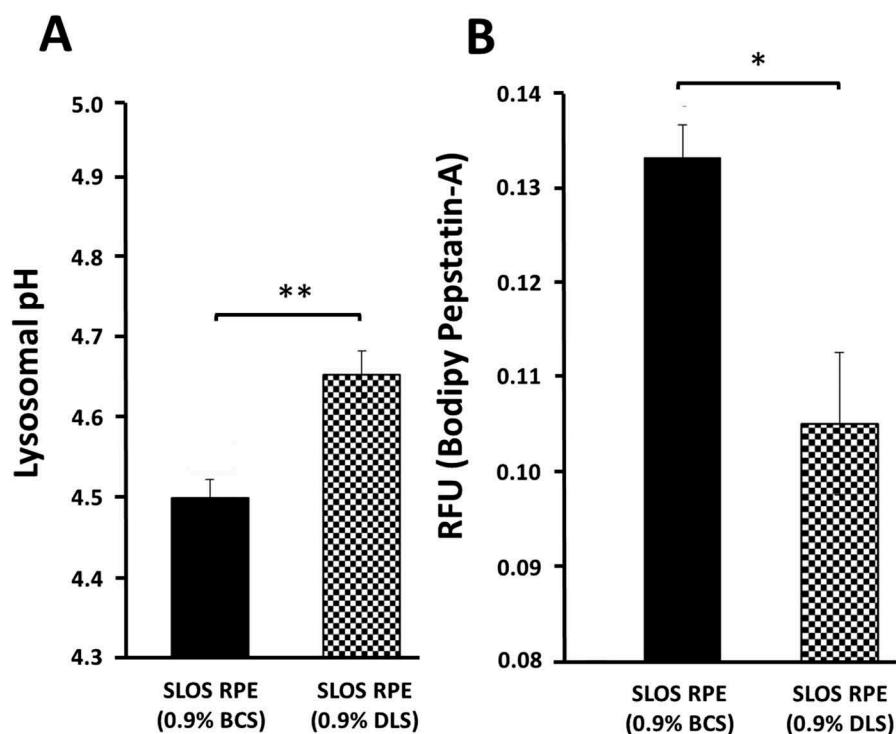 A
Lysosomal pH
5.0
4.9
4.8
4.7
4.6
4.5
4.4
4.3
**
SLOS RPE
(0.9% BCS)
SLOS RPE
(0.9% DLS)
B
RFU (Bodipy Pepstatin-A)
0.14
0.13
0.12
0.11
0.10
0.09
0.08
*
SLOS RPE
(0.9% BCS)
SLOS RPE
(0.9% DLS)